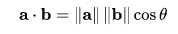 a · b = ‖a‖ ‖b‖ cos θ